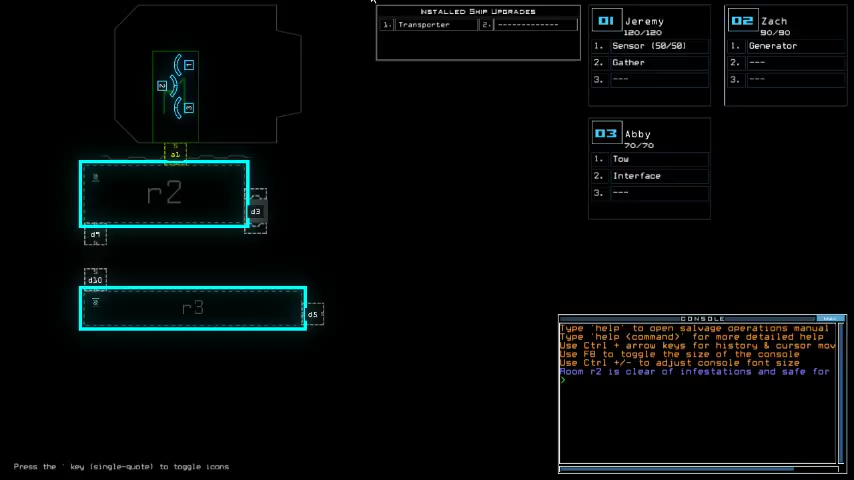 INSTALLED SHIP UPGRADES
1. Transporter 2. -------------
01 Jeremy
120/120
1. Sensor (50/50)
2. Gather
3. ---
02 Zach
90/90
1. Generator
2. ---
3. ---
03 Abby
70/70
1. Tow
2. Interface
3. ---
1
2
3
a1
r2
d3
d10
r3
d5
CONSOLE
Type 'help' to open salvage operations manual
Type 'help <command>' for more detailed help
Use Ctrl + arrow keys for history & cursor mov
Use F8 to toggle the size of the console
Use Ctrl +/- to adjust console font size
Room r2 is clear of infestations and safe for
>
Press the ' key (single-quote) to toggle icons